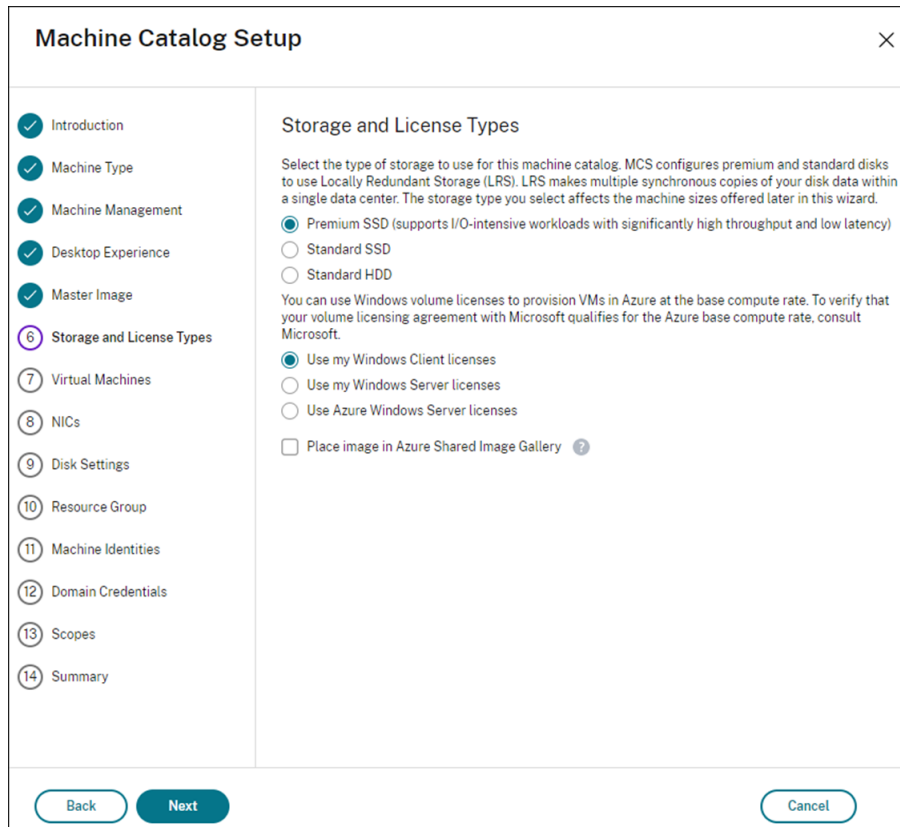 Machine Catalog Setup
Introduction
Machine Type
Machine Management
Desktop Experience
Master Image
6 Storage and License Types
7 Virtual Machines
8 NICs
9 Disk Settings
10 Resource Group
11 Machine Identities
12 Domain Credentials
13 Scopes
14 Summary
Storage and License Types
Select the type of storage to use for this machine catalog. MCS configures premium and standard disks
to use Locally Redundant Storage (LRS). LRS makes multiple synchronous copies of your disk data within
a single data center. The storage type you select affects the machine sizes offered later in this wizard.
Premium SSD (supports I/O-intensive workloads with significantly high throughput and low latency)
Standard SSD
Standard HDD
You can use Windows volume licenses to provision VMs in Azure at the base compute rate. To verify that
your volume licensing agreement with Microsoft qualifies for the Azure base compute rate, consult
Microsoft.
Use my Windows Client licenses
Use my Windows Server licenses
Use Azure Windows Server licenses
Place image in Azure Shared Image Gallery ?
Back
Next
Cancel